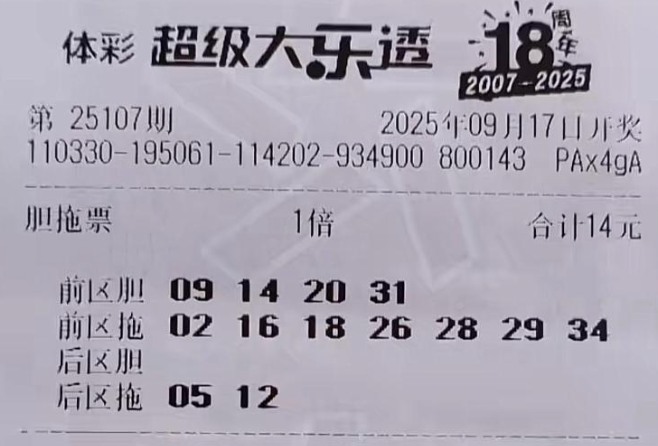 体彩 超级大乐透 18周年
2007-2025
第 25107期 2025年09月17日开奖
110330-195061-114202-934900 800143 PAx4gA
胆拖票 1倍 合计14元
前区胆 09 14 20 31
前区拖 02 16 18 26 28 29 34
后区胆
后区拖 05 12